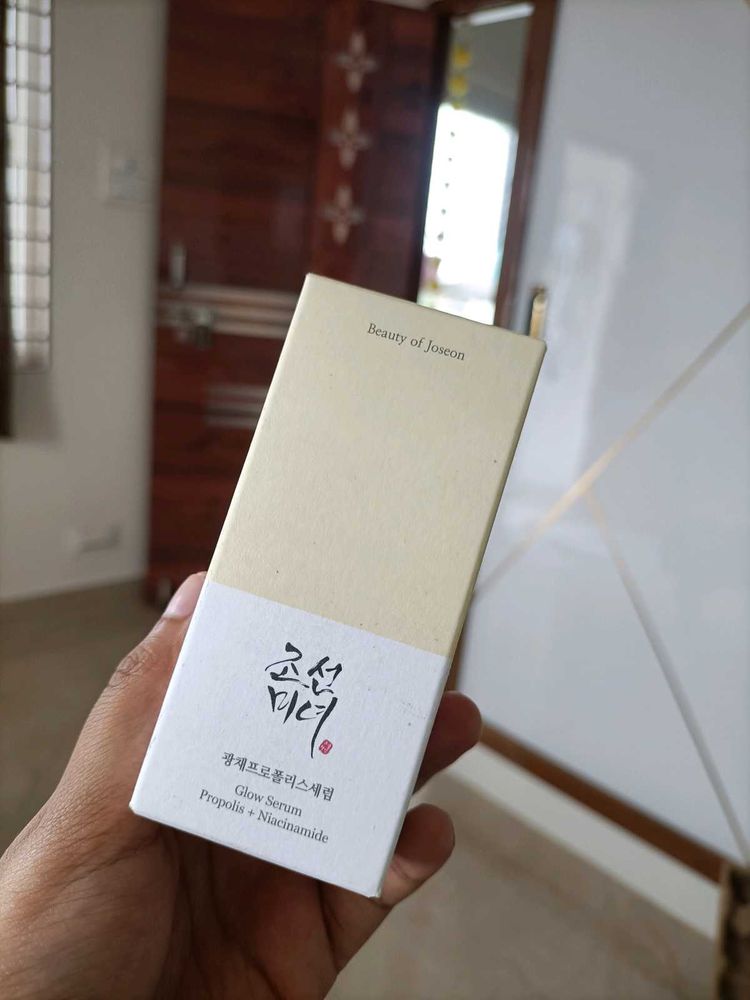 Beauty of Joseon
조선
미녀
광채프로폴리스세럼
Glow Serum
Propolis + Niacinamide